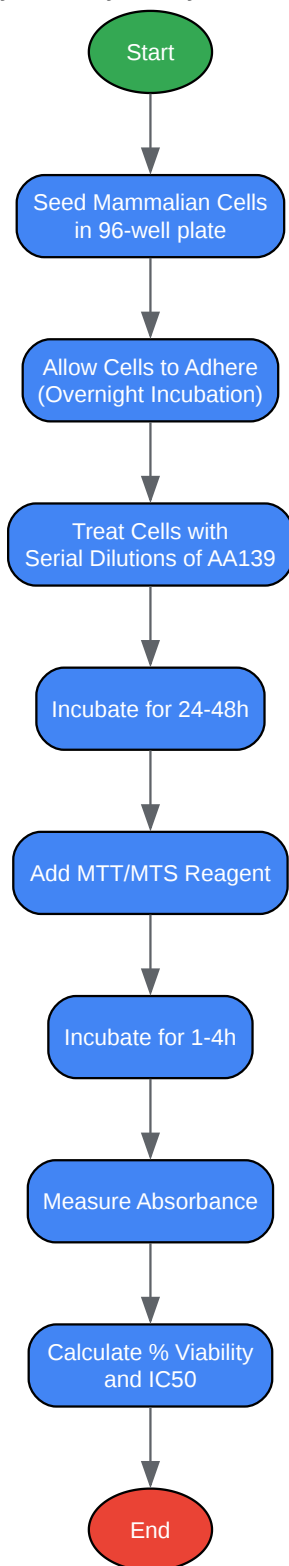 Start
Seed Mammalian Cells
in 96-well plate
Allow Cells to Adhere
(Overnight Incubation)
Treat Cells with
Serial Dilutions of AA139
Incubate for 24-48h
Add MTT/MTS Reagent
Incubate for 1-4h
Measure Absorbance
Calculate % Viability
and IC50
End